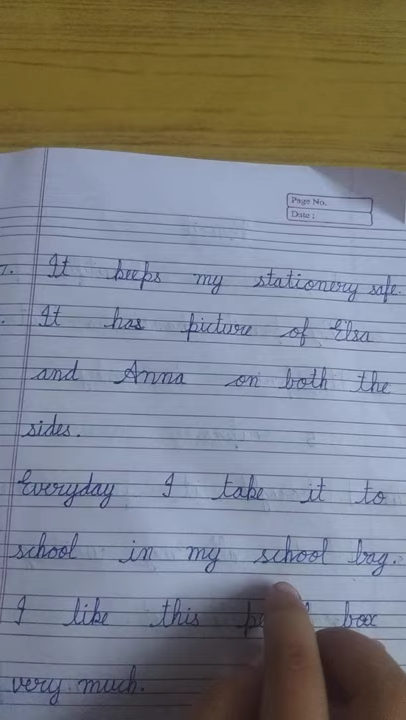 Page No.
Date :
7. It keeps my stationery safe.
It has picture of Elsa
and Anna on both the
sides.
Everyday I take it to
school in my school bag.
I like this box
very much.